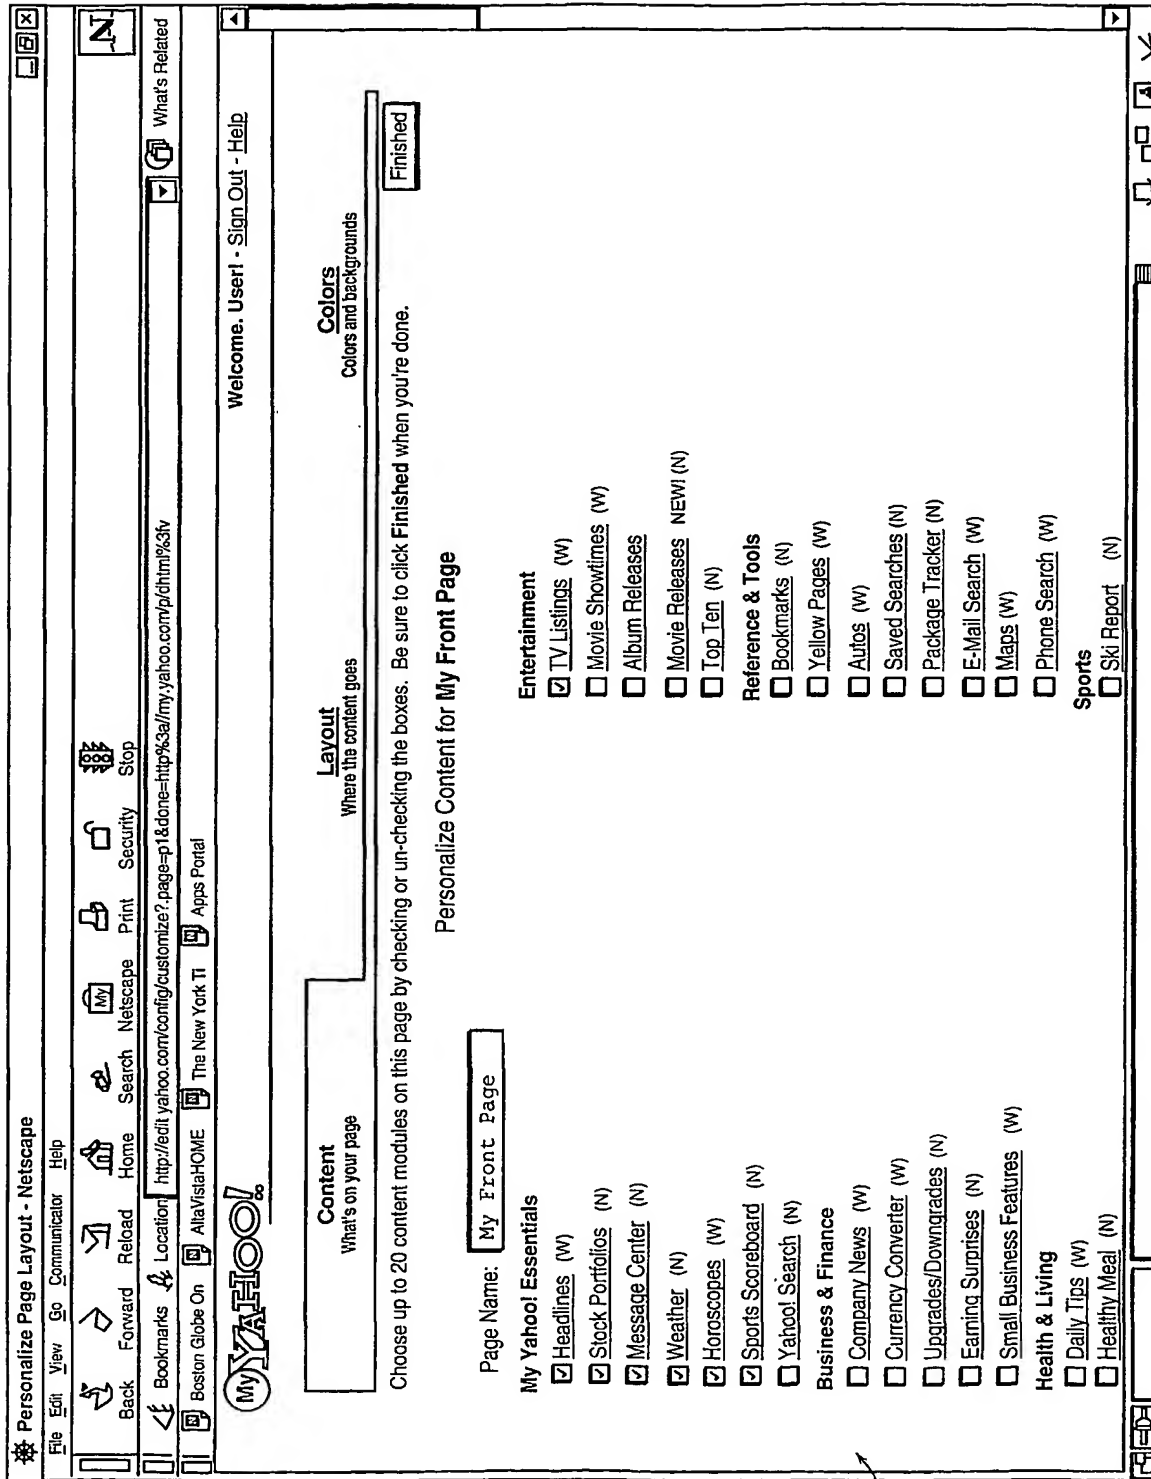 Personalize Page Layout - Netscape
File Edit View Go Communicator Help
Back Forward Reload Home Search Netscape Print Security Stop
My
N
Bookmarks Location http://edit yahoo.com/config/customize?.page=p1&done=http%3a//my.yahoo.com/p/dhtml%3fv What's Related
Boston Globe On AltaVistaHOME The New York Ti Apps Portal
My YAHOO! Welcome. User! - Sign Out - Help
Content Layout Colors
What's on your page Where the content goes Colors and backgrounds
Choose up to 20 content modules on this page by checking or un-checking the boxes. Be sure to click Finished when you're done. Finished
Personalize Content for My Front Page
Page Name: My Front Page
My Yahoo! Essentials
Headlines (W)
Stock Portfolios (N)
Message Center (N)
Weather (N)
Horoscopes (W)
Sports Scoreboard (N)
Yahoo! Search (N)
Business & Finance
Company News (W)
Currency Converter (W)
Upgrades/Downgrades (N)
Earning Surprises (N)
Small Business Features (W)
Health & Living
Daily Tips (W)
Healthy Meal (N)
Entertainment
TV Listings (W)
Movie Showtimes (W)
Album Releases
Movie Releases NEW! (N)
Top Ten (N)
Reference & Tools
Bookmarks (N)
Yellow Pages (W)
Autos (W)
Saved Searches (N)
Package Tracker (N)
E-Mail Search (W)
Maps (W)
Phone Search (W)
Sports
Ski Report (N)